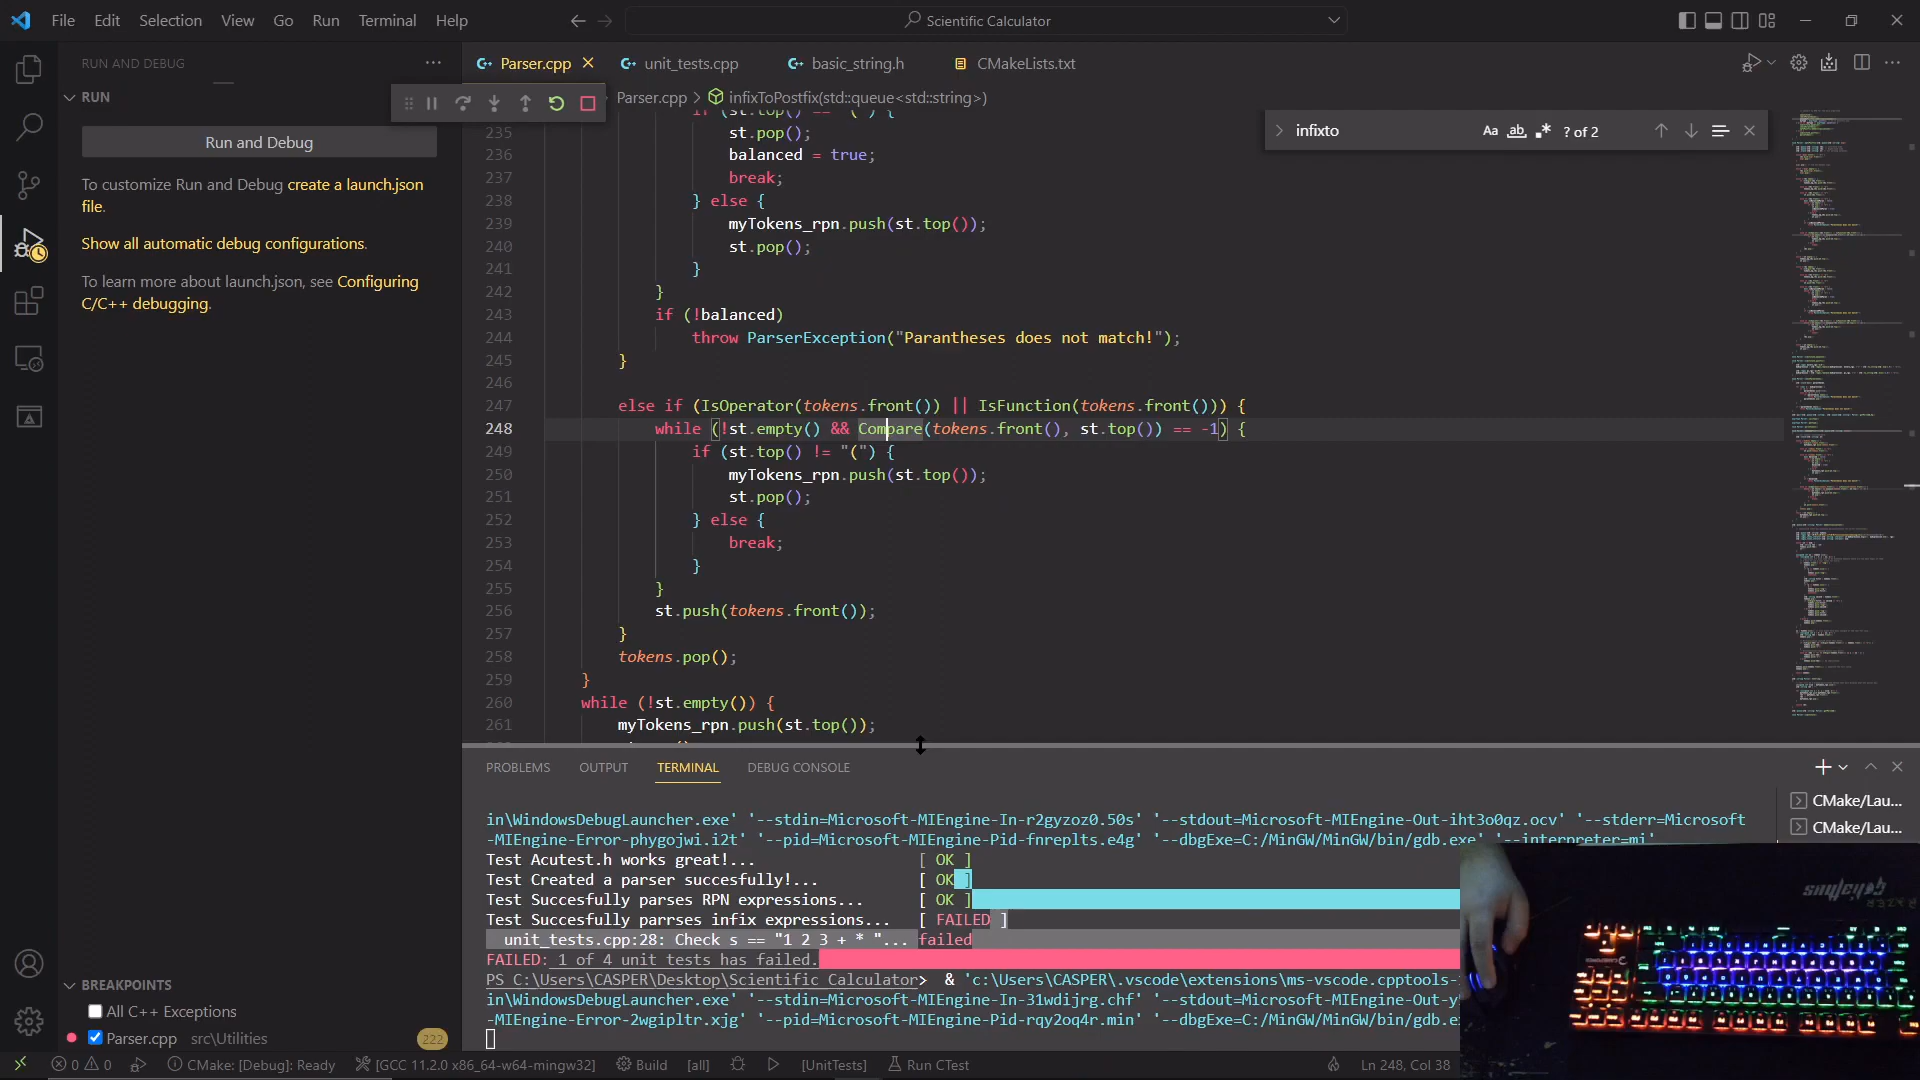 File Edit Selection View Go Run Terminal Help
Scientific Calculator
RUN AND DEBUG
RUN
Run and Debug
To customize Run and Debug create a launch.json
file.
Show all automatic debug configurations.
To learn more about launch.json, see Configuring
C/C++ debugging.
Parser.cpp
unit_tests.cpp
basic_string.h
CMakeLists.txt
Parser.cpp > infixToPostfix(std::queue<std::string>)
infixto
Aa ab * ? of 2
235 st.pop();
236 balanced = true;
237 break;
238 } else {
239 myTokens_rpn.push(st.top());
240 st.pop();
241 }
242 }
243 if (!balanced)
244 throw ParserException("Parantheses does not match!");
245 }
246
247 else if (IsOperator(tokens.front()) || IsFunction(tokens.front())) {
248 while (!st.empty() && Compare(tokens.front(), st.top()) == -1) {
249 if (st.top() != "(") {
250 myTokens_rpn.push(st.top());
251 st.pop();
252 } else {
253 break;
254 }
255 }
256 st.push(tokens.front());
257 }
258 tokens.pop();
259 }
260 while (!st.empty()) {
261 myTokens_rpn.push(st.top());
PROBLEMS OUTPUT TERMINAL DEBUG CONSOLE
in\WindowsDebugLauncher.exe' '--stdin=Microsoft-MIEngine-In-r2gyzoz0.50s' '--stdout=Microsoft-MIEngine-Out-iht3o0qz.ocv' '--stderr=Microsoft
-MIEngine-Error-phygojwi.i2t' '--pid=Microsoft-MIEngine-Pid-fnreplts.e4g' '--dbgExe=C:/MinGW/MinGW/bin/gdb.exe' '--interpreter=mi'
Test Acutest.h works great!... [ OK ]
Test Created a parser succesfully!... [ OK ]
Test Succesfully parses RPN expressions... [ OK ]
Test Succesfully parrses infix expressions... [ FAILED ]
unit_tests.cpp:28: Check s == "1 2 3 + * "... failed
FAILED: 1 of 4 unit tests has failed.
PS C:\Users\CASPER\Desktop\Scientific Calculator> & 'c:\Users\CASPER\.vscode\extensions\ms-vscode.cpptools-
in\WindowsDebugLauncher.exe' '--stdin=Microsoft-MIEngine-In-31wdijrg.chf' '--stdout=Microsoft-MIEngine-Out-y
-MIEngine-Error-2wgipltr.xjg' '--pid=Microsoft-MIEngine-Pid-rqy2oq4r.min' '--dbgExe=C:/MinGW/MinGW/bin/gdb.e
CMake/Lau...
CMake/Lau...
BREAKPOINTS
All C++ Exceptions
Parser.cpp src\Utilities 222
0 0 CMake: [Debug]: Ready [GCC 11.2.0 x86_64-w64-mingw32] Build [all] [UnitTests] Run CTest Ln 248, Col 38